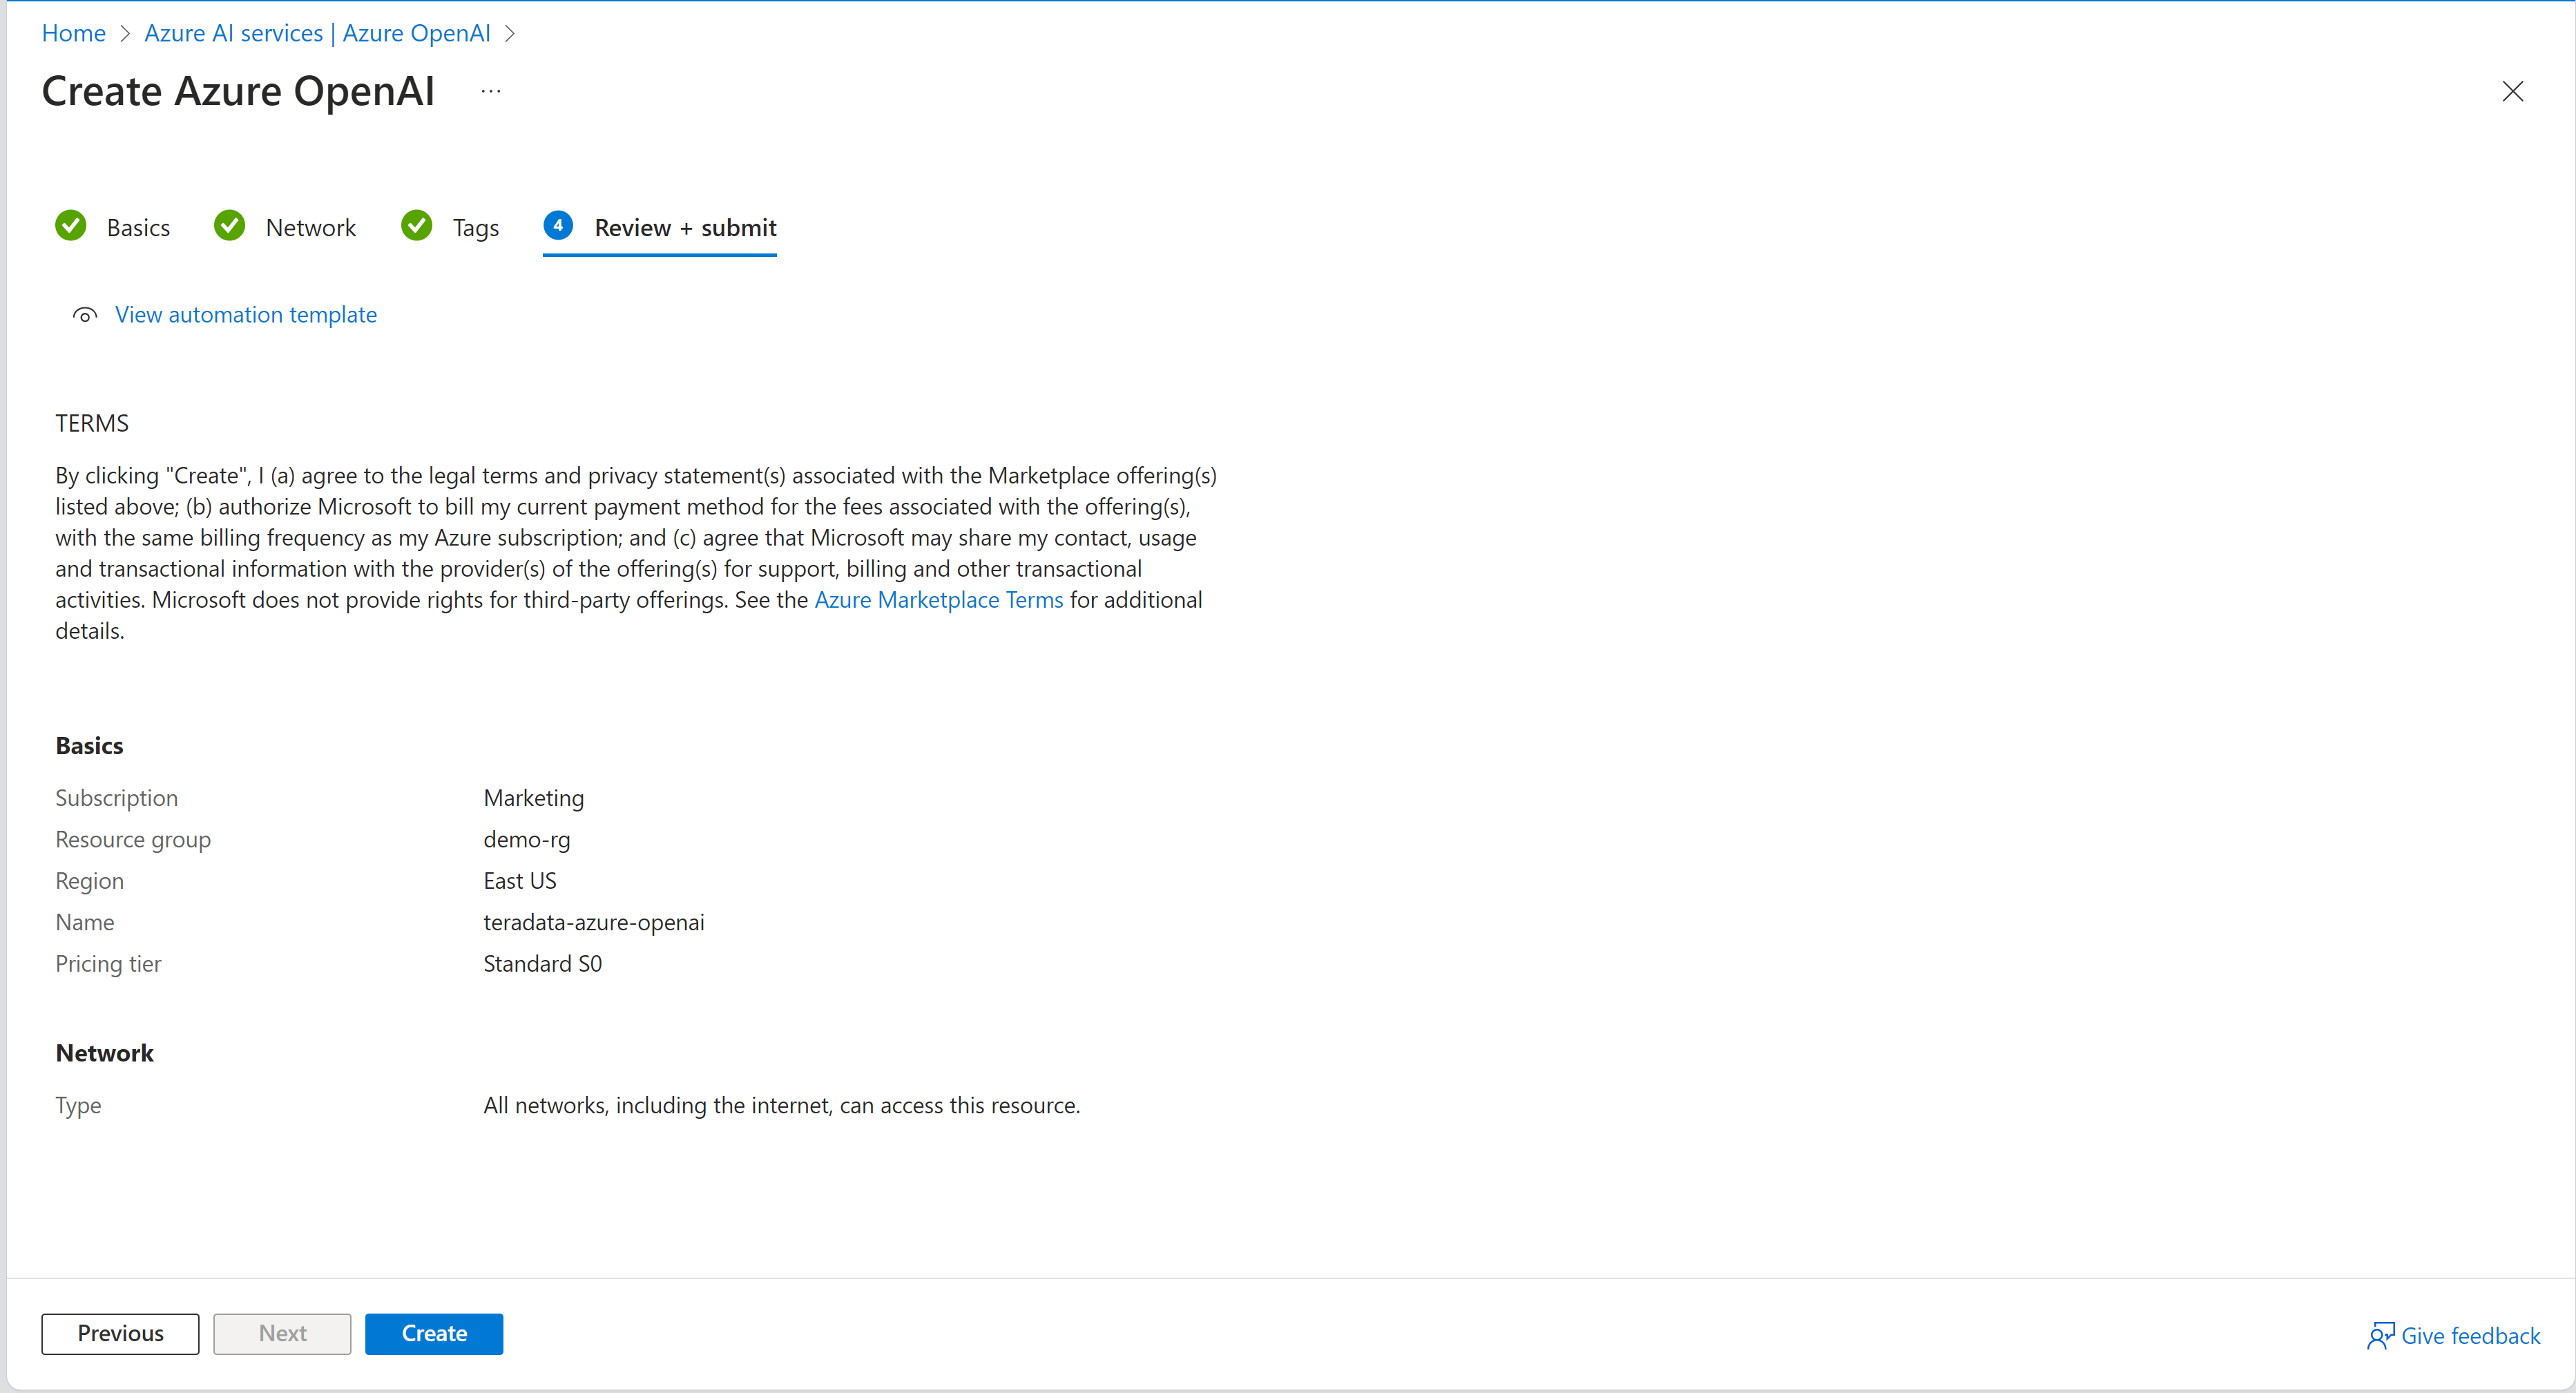 Home > Azure AI services | Azure OpenAI >
Create Azure OpenAI ...
Basics Network Tags 4 Review + submit
View automation template
TERMS
By clicking "Create", I (a) agree to the legal terms and privacy statement(s) associated with the Marketplace offering(s)
listed above; (b) authorize Microsoft to bill my current payment method for the fees associated with the offering(s),
with the same billing frequency as my Azure subscription; and (c) agree that Microsoft may share my contact, usage
and transactional information with the provider(s) of the offering(s) for support, billing and other transactional
activities. Microsoft does not provide rights for third-party offerings. See the Azure Marketplace Terms for additional
details.
Basics
Subscription Marketing
Resource group demo-rg
Region East US
Name teradata-azure-openai
Pricing tier Standard S0
Network
Type All networks, including the internet, can access this resource.
Previous Next Create Give feedback